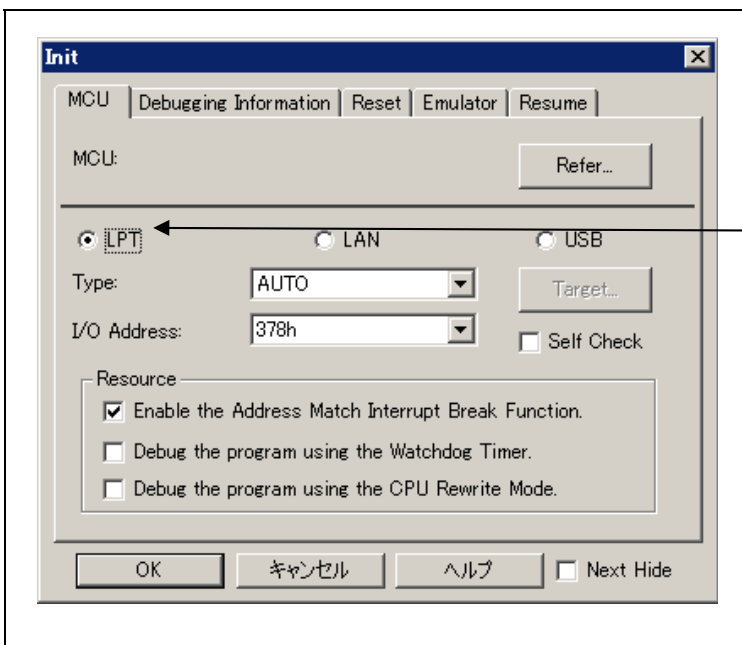 Init
MCU Debugging Information Reset Emulator Resume
MCU: Refer...
LPT LAN USB
Type: AUTO Target...
I/O Address: 378h Self Check
Resource
Enable the Address Match Interrupt Break Function.
Debug the program using the Watchdog Timer.
Debug the program using the CPU Rewrite Mode.
OK キャンセル ヘルプ Next Hide